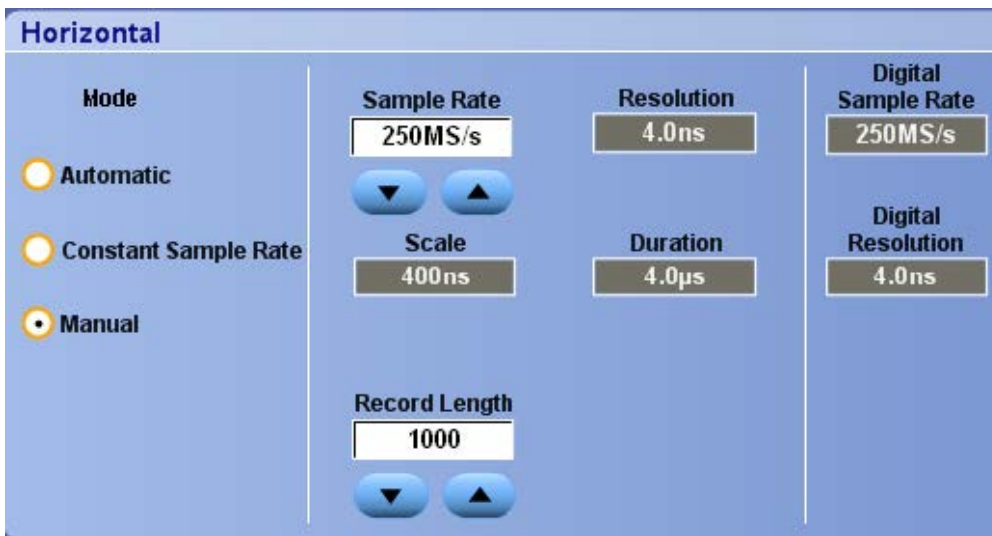 Horizontal
Mode
Automatic
Constant Sample Rate
Manual
Sample Rate
250MS/s
Scale
400ns
Record Length
1000
Resolution
4.0ns
Duration
4.0µs
Digital
Sample Rate
250MS/s
Digital
Resolution
4.0ns